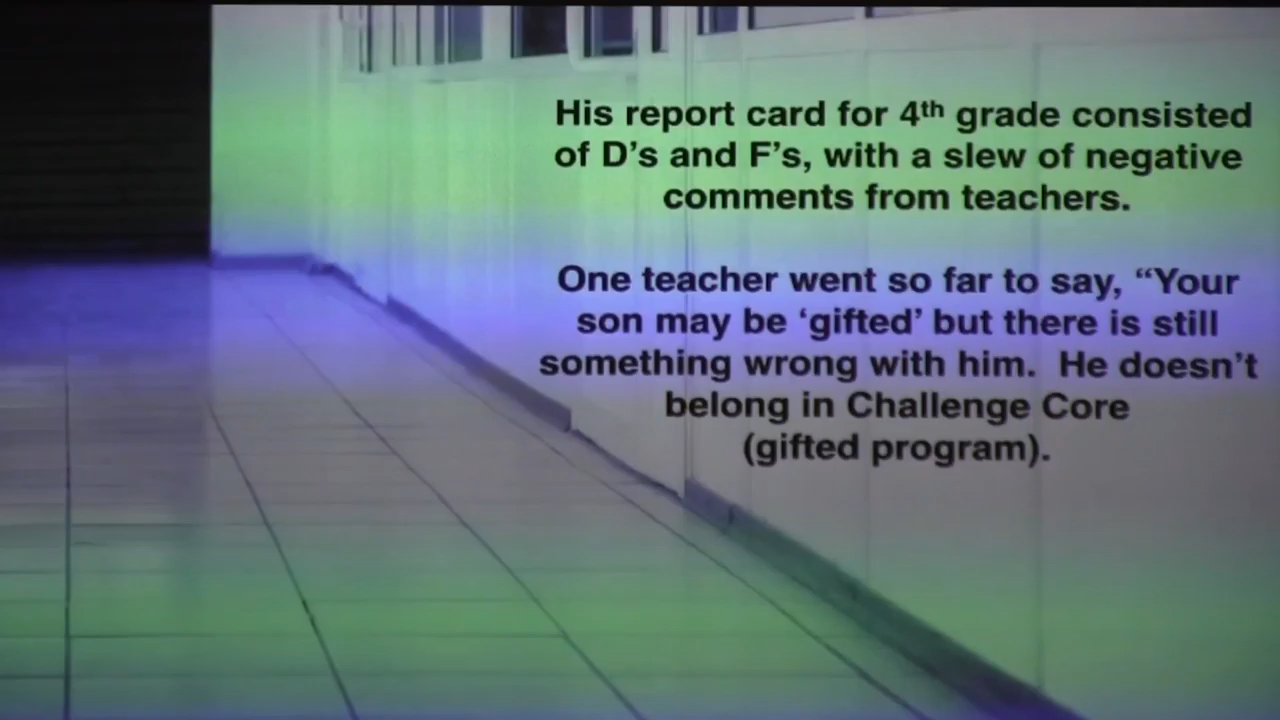 His report card for 4th grade consisted
of D’s and F’s, with a slew of negative
comments from teachers.
One teacher went so far to say, “Your
son may be ‘gifted’ but there is still
something wrong with him.  He doesn’t
belong in Challenge Core
(gifted program).